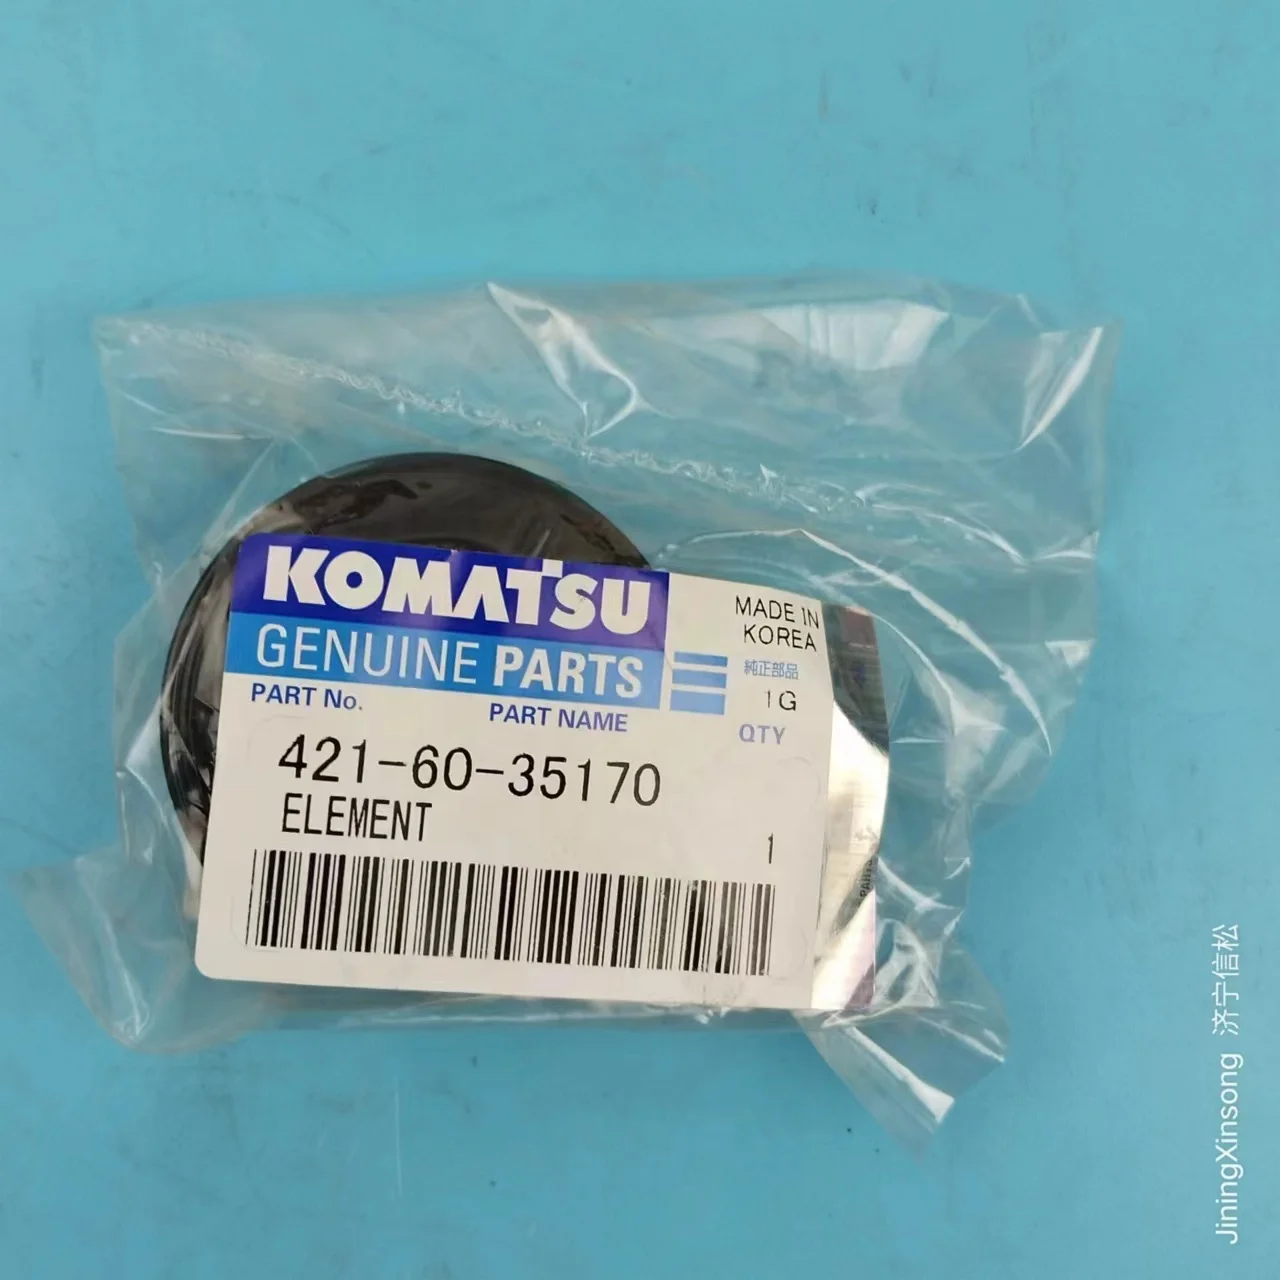 KOMATSU
GENUINE PARTS
MADE IN
KOREA
純正部品
1G
PART No.
PART NAME
QTY
421-60-35170
ELEMENT
1
JiningXinsong 济宁信松